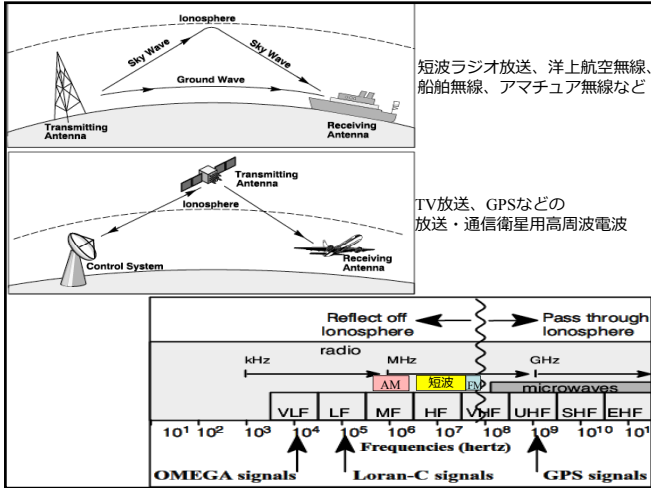 Ionosphere
Sky Wave
Sky Wave
Ground Wave
Transmitting
Antenna
Receiving
Antenna
短波ラジオ放送、洋上航空無線、
船舶無線、アマチュア無線など
Transmitting
Antenna
Ionosphere
Control System
Receiving
Antenna
TV放送、GPSなどの
放送・通信衛星用高周波電波
Reflect off
Ionosphere
Pass through
Ionosphere
radio
kHz
MHz
GHz
AM
短波
FM
microwaves
VLF LF MF HF VHF UHF SHF EHF
10¹ 10² 10³ 10⁴ 10⁵ 10⁶ 10⁷ 10⁸ 10⁹ 10¹⁰ 10¹
Frequencies (hertz)
OMEGA signals
Loran-C signals
GPS signals